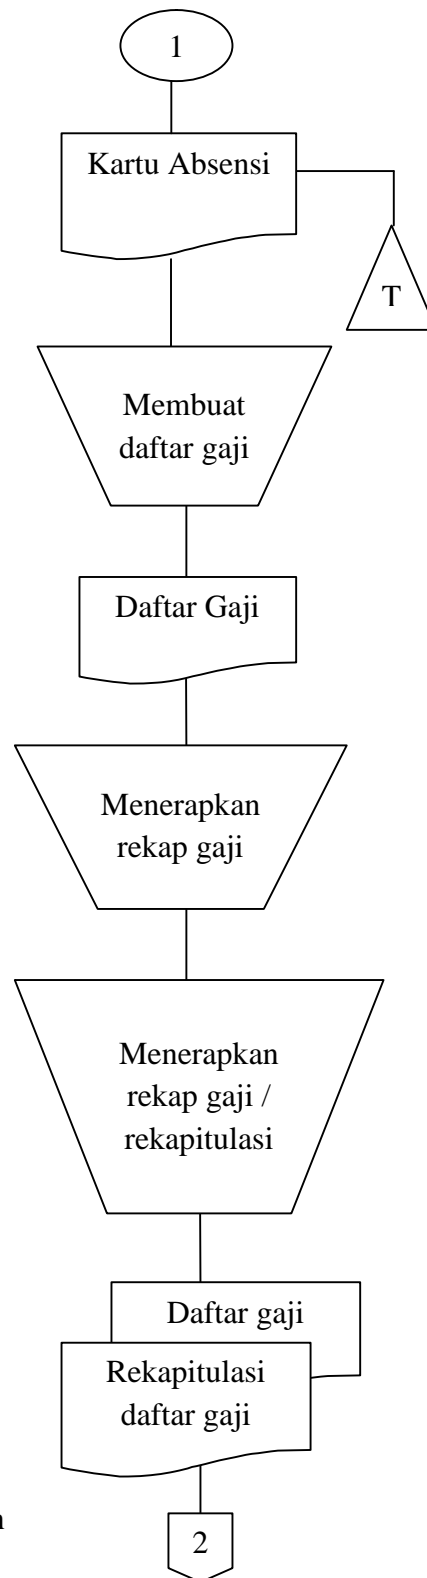 1
Kartu Absensi
T
Membuat
daftar gaji
Daftar Gaji
Menerapkan
rekap gaji
Menerapkan
rekap gaji /
rekapitulasi
Daftar gaji
Rekapitulasi
daftar gaji
2